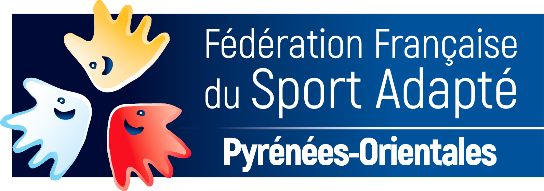 Fédération Française
du Sport Adapté
Pyrénées-Orientales